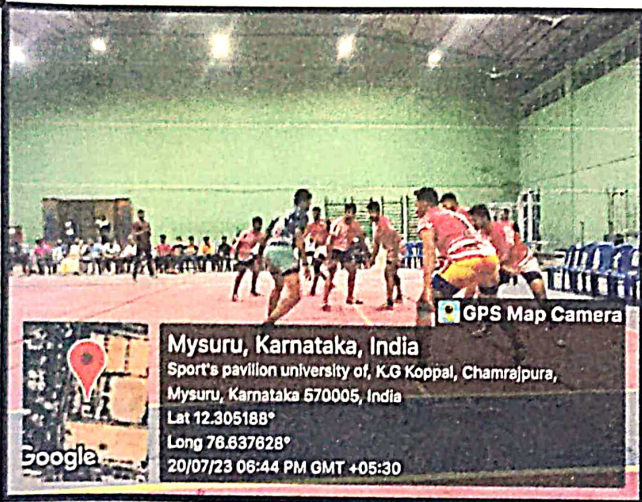 GPS Map Camera
Mysuru, Karnataka, India
Sport's pavilion university of, K.G Koppal, Chamrajpura,
Mysuru, Karnataka 570005, India
Lat 12.305188°
Long 76.637628°
20/07/23 06:44 PM GMT +05:30
Google